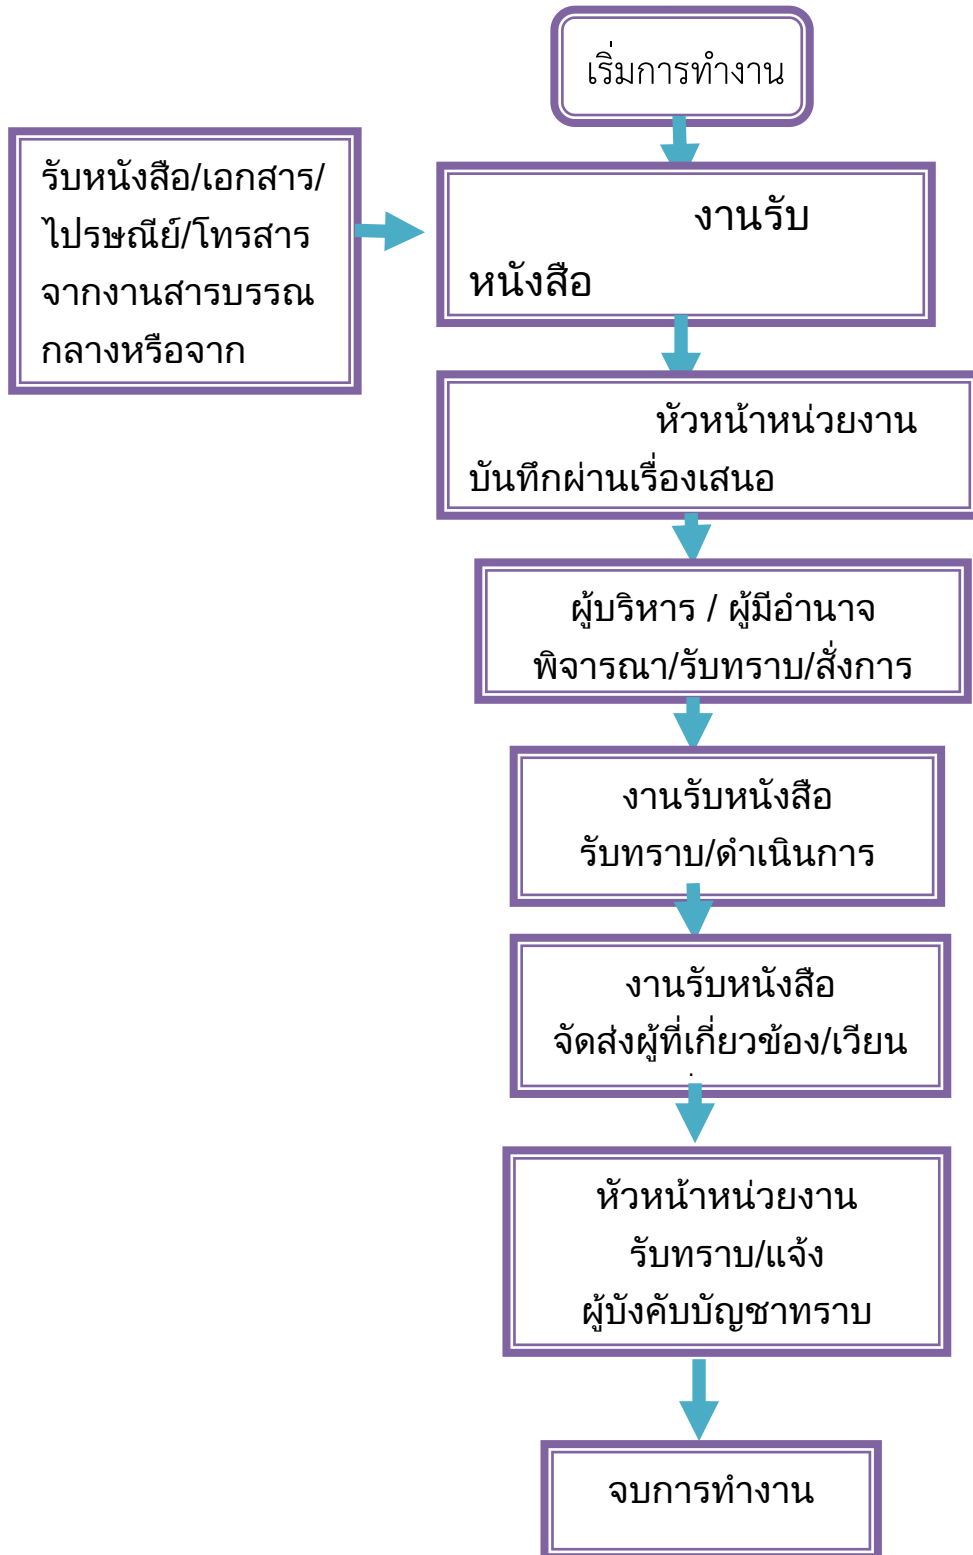 เริ่มการทำงาน
รับหนังสือ/เอกสาร/
ไปรษณีย์/โทรสาร
จากงานสารบรรณ
กลางหรือจาก
งานรับ
หนังสือ
หัวหน้าหน่วยงาน
บันทึกผ่านเรื่องเสนอ
ผู้บริหาร / ผู้มีอำนาจ
พิจารณา/รับทราบ/สั่งการ
งานรับหนังสือ
รับทราบ/ดำเนินการ
งานรับหนังสือ
จัดส่งผู้ที่เกี่ยวข้อง/เวียน
หัวหน้าหน่วยงาน
รับทราบ/แจ้ง
ผู้บังคับบัญชาทราบ
จบการทำงาน